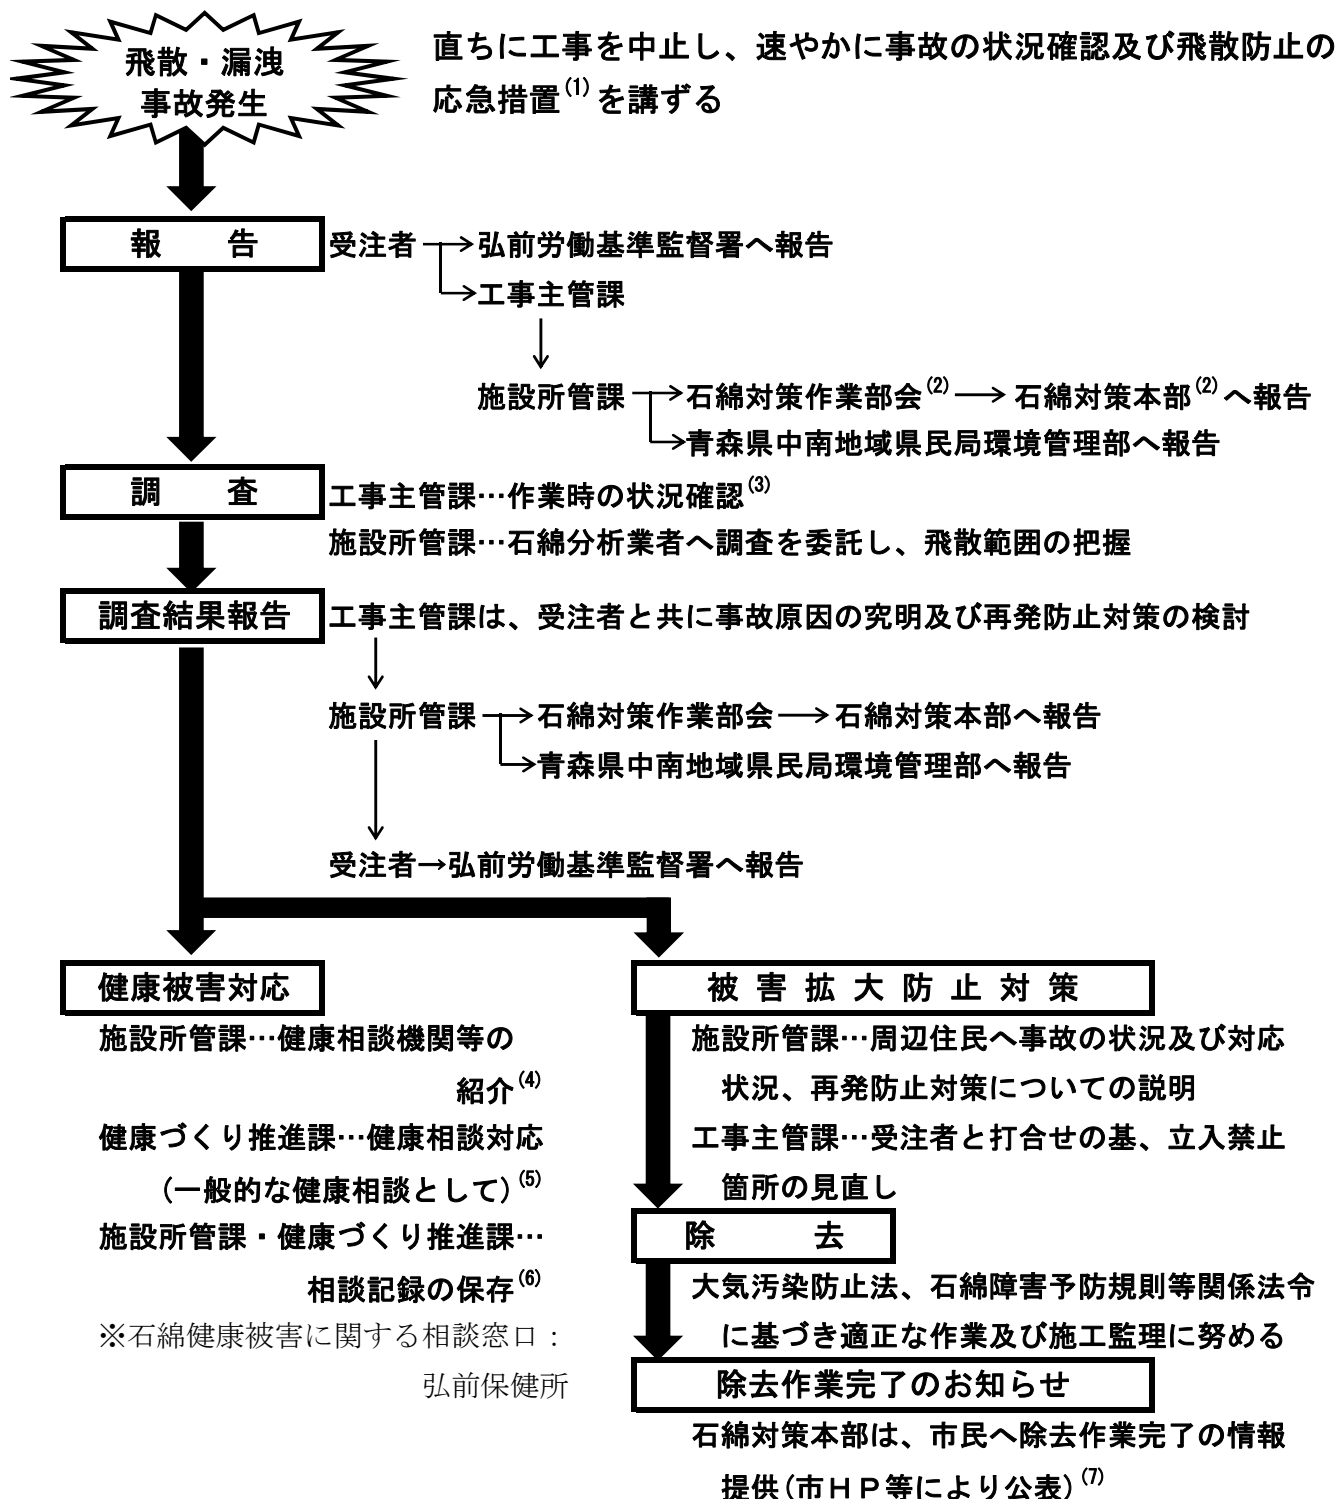 飛散・漏洩
事故発生
直ちに工事を中止し、速やかに事故の状況確認及び飛散防止の
応急措置(1)を講ずる
報　　告
受注者→弘前労働基準監督署へ報告
→工事主管課
↓
施設所管課→石綿対策作業部会(2)→石綿対策本部(2)へ報告
→青森県中南地域県民局環境管理部へ報告
調　　査
工事主管課…作業時の状況確認(3)
施設所管課…石綿分析業者へ調査を委託し、飛散範囲の把握
調査結果報告
工事主管課は、受注者と共に事故原因の究明及び再発防止対策の検討
↓
施設所管課→石綿対策作業部会→石綿対策本部へ報告
→青森県中南地域県民局環境管理部へ報告
↓
受注者→弘前労働基準監督署へ報告
健康被害対応
施設所管課…健康相談機関等の
紹介(4)
健康づくり推進課…健康相談対応
(一般的な健康相談として)(5)
施設所管課・健康づくり推進課…
相談記録の保存(6)
※石綿健康被害に関する相談窓口：
弘前保健所
被害拡大防止対策
施設所管課…周辺住民へ事故の状況及び対応
状況、再発防止対策についての説明
工事主管課…受注者と打合せの基、立入禁止
箇所の見直し
除　　去
大気汚染防止法、石綿障害予防規則等関係法令
に基づき適正な作業及び施工監理に努める
除去作業完了のお知らせ
石綿対策本部は、市民へ除去作業完了の情報
提供(市ＨＰ等により公表)(7)